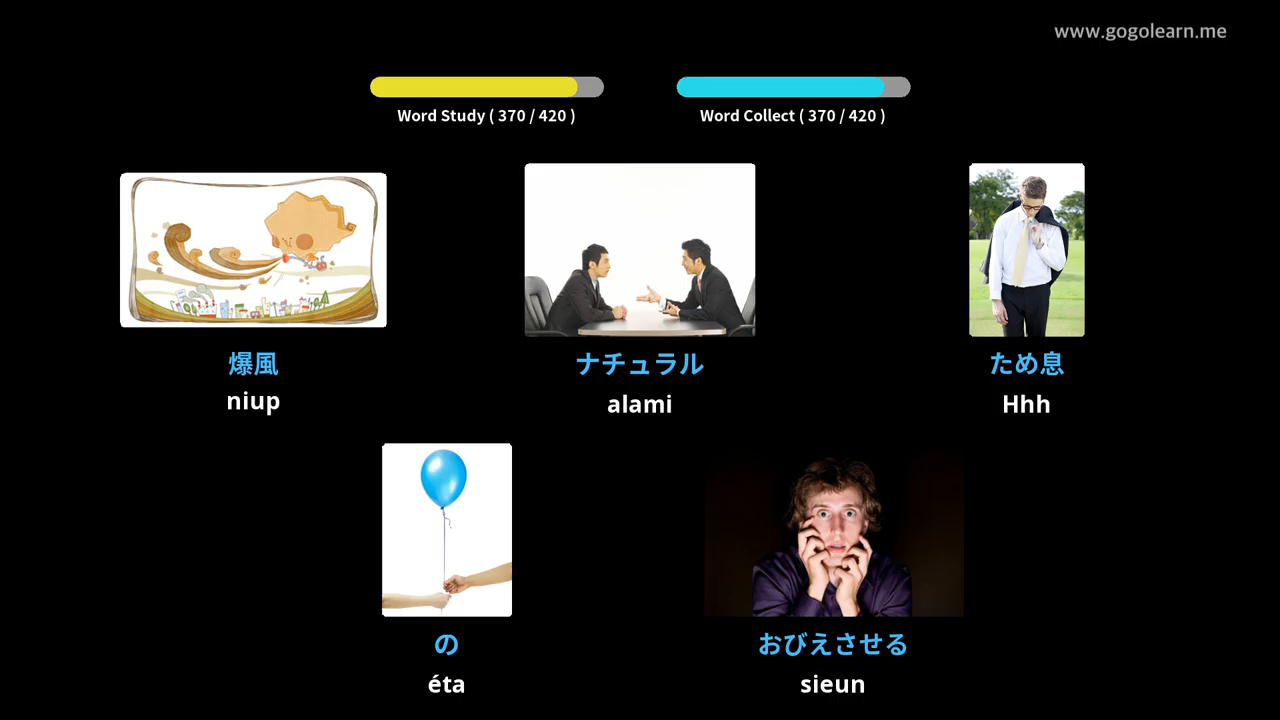 www.gogolearn.me
Word Study ( 370 / 420 )
Word Collect ( 370 / 420 )
爆風
niup
ナチュラル
alami
ため息
Hhh
の
éta
おびえさせる
sieun